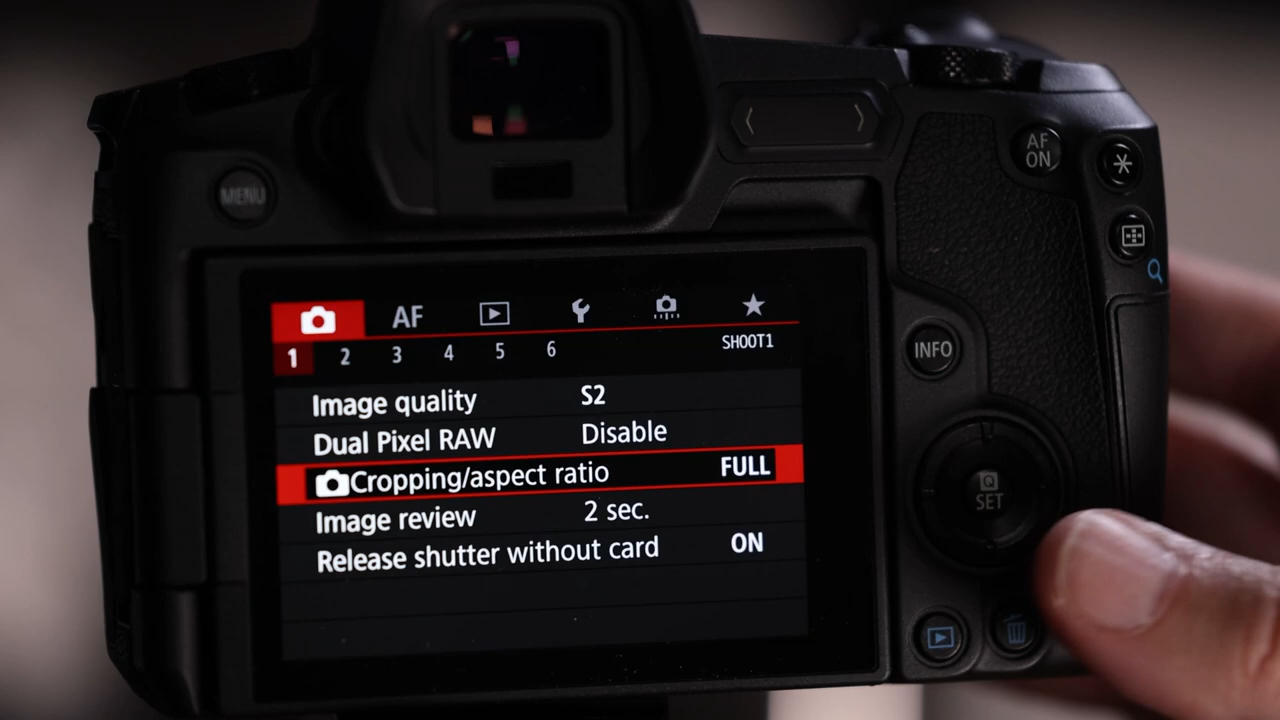 AF
ON
MENU
AF
1 2 3 4 5 6 SHOOT1
Image quality S2
Dual Pixel RAW Disable
Cropping/aspect ratio FULL
Image review 2 sec.
Release shutter without card ON
INFO
Q
SET